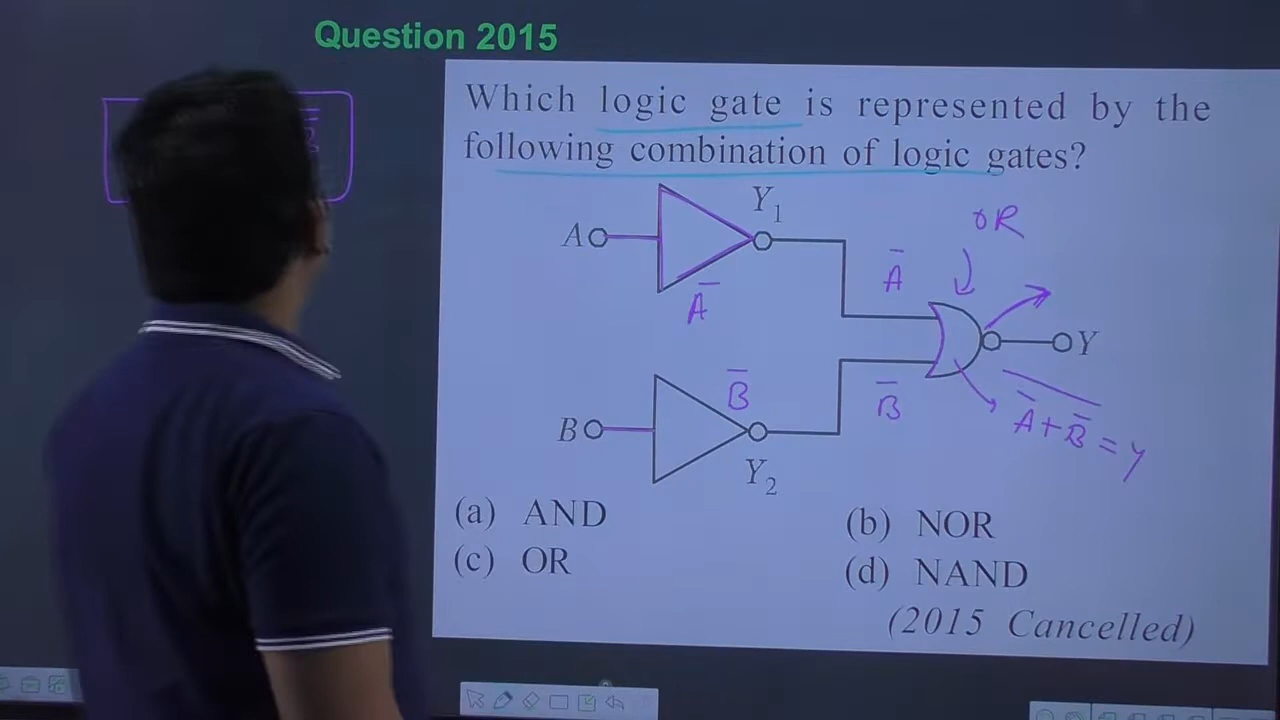 Question 2015
Which logic gate is represented by the
following combination of logic gates?
Y₁
A
A̅
A̅
OR
Y
B
B̅
B̅
Y₂
\overline{A̅ + B̅} = Y
(a) AND
(b) NOR
(c) OR
(d) NAND
(2015 Cancelled)